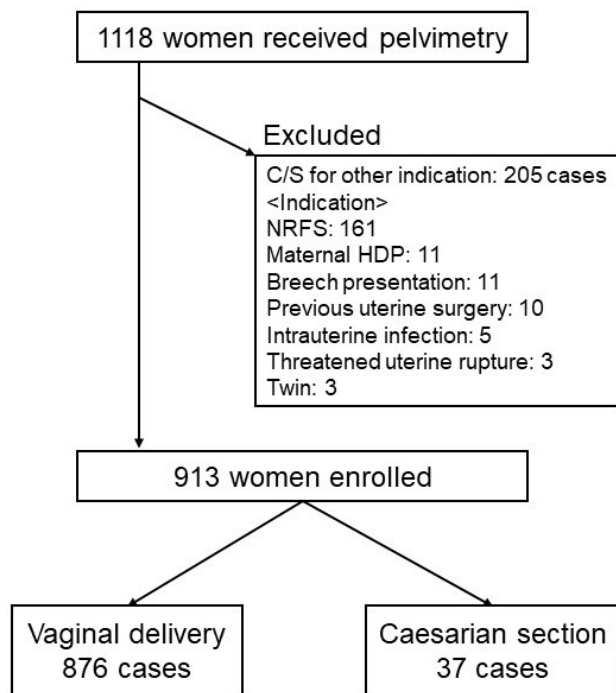 1118 women received pelvimetry
Excluded
C/S for other indication: 205 cases
<Indication>
NRFS: 161
Maternal HDP: 11
Breech presentation: 11
Previous uterine surgery: 10
Intrauterine infection: 5
Threatened uterine rupture: 3
Twin: 3
913 women enrolled
Vaginal delivery
876 cases
Caesarian section
37 cases